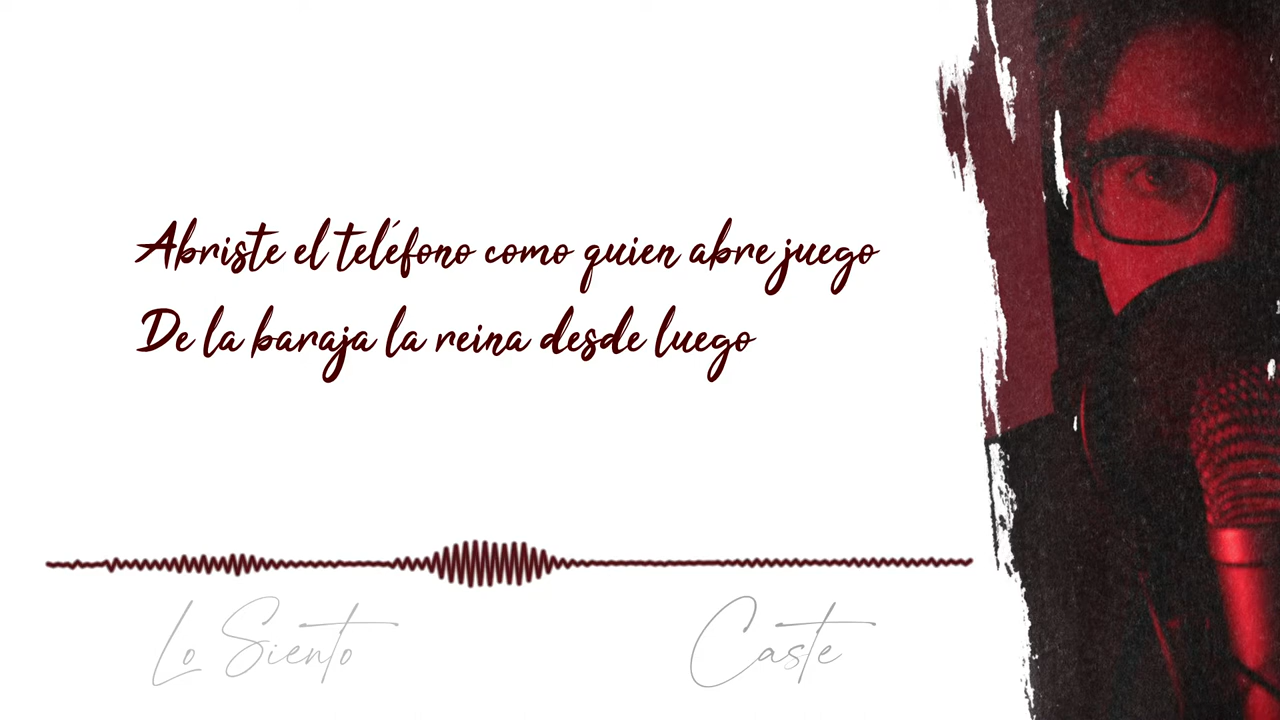 Abriste el teléfono como quien abre juego
De la baraja la reina desde luego
Lo Siento
Caste